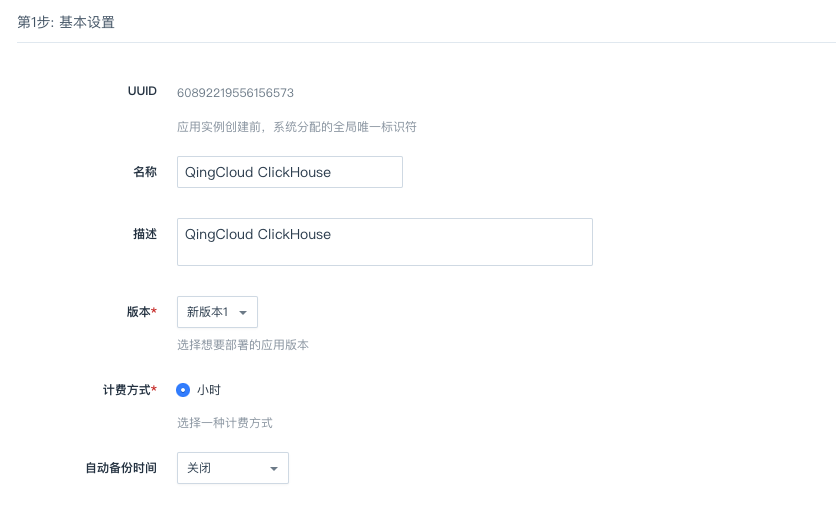 第1步: 基本设置
UUID 60892219556156573
应用实例创建前，系统分配的全局唯一标识符
名称 QingCloud ClickHouse
描述 QingCloud ClickHouse
版本* 新版本1
选择想要部署的应用版本
计费方式* 小时
选择一种计费方式
自动备份时间 关闭